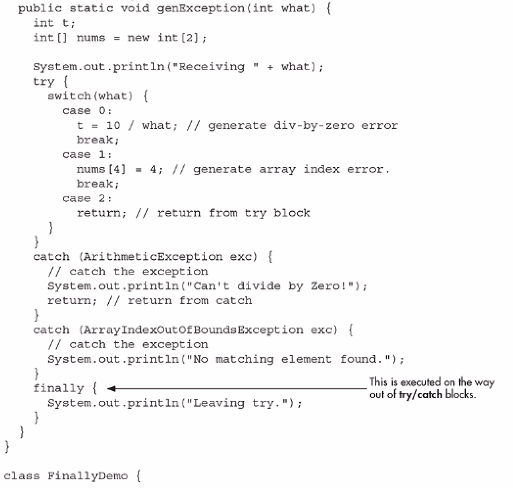 public static void genException(int what) {
int t;
int[] nums = new int[2];
System.out.println("Receiving " + what);
try {
switch(what) {
case 0:
t = 10 / what; // generate div-by-zero error
break;
case 1:
nums[4] = 4; // generate array index error.
break;
case 2:
return; // return from try block
}
}
catch (ArithmeticException exc) {
// catch the exception
System.out.println("Can't divide by Zero!");
return; // return from catch
}
catch (ArrayIndexOutOfBoundsException exc) {
// catch the exception
System.out.println("No matching element found.");
}
finally {
This is executed on the way
out of try/catch blocks.
System.out.println("Leaving try.");
}
}
}
class FinallyDemo {